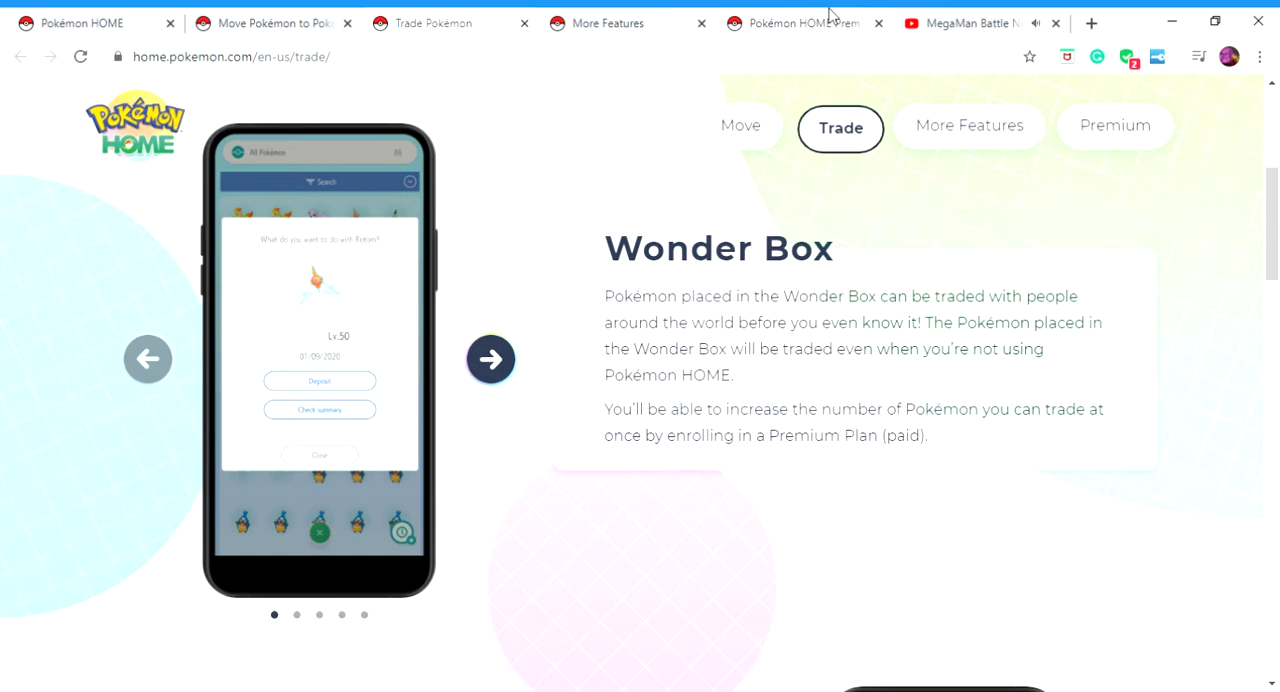 Pokémon HOME
Move Pokémon to Pok
Trade Pokémon
More Features
Pokémon HOME Prem
MegaMan Battle N
home.pokemon.com/en-us/trade/
2
POKéMON
HOME
Move
Trade
More Features
Premium
All Pokémon
Search
What do you want to do with Rotom?
Lv.50
01/09/2020
Deposit
Check summary
Close
Wonder Box
Pokémon placed in the Wonder Box can be traded with people
around the world before you even know it! The Pokémon placed in
the Wonder Box will be traded even when you're not using
Pokémon HOME.
You'll be able to increase the number of Pokémon you can trade at
once by enrolling in a Premium Plan (paid).